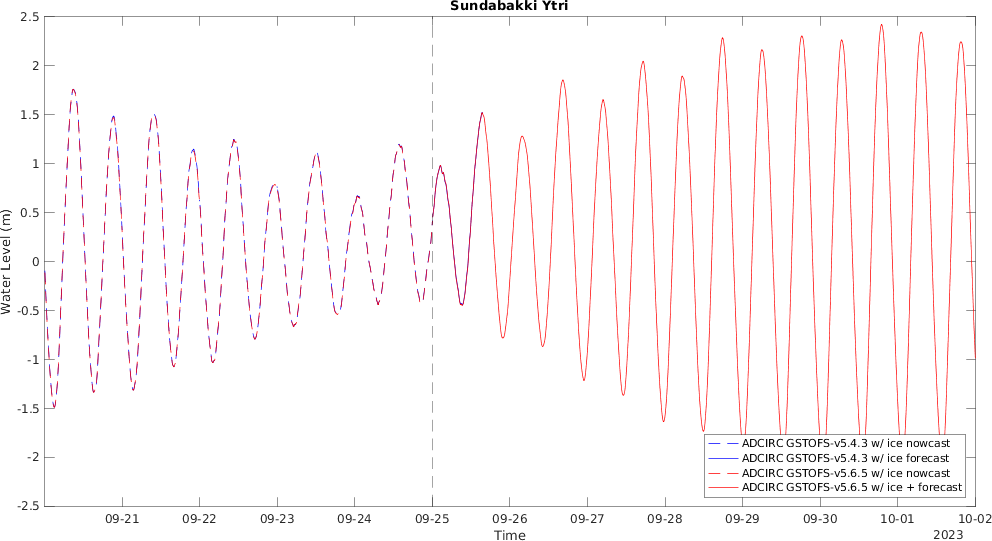 Sundabakki Ytri
2.5
2
1.5
1
0.5
0
-0.5
-1
-1.5
-2
-2.5
Water Level (m)
ADCIRC GSTOFS-v5.4.3 w/ ice nowcast
ADCIRC GSTOFS-v5.4.3 w/ ice forecast
ADCIRC GSTOFS-v5.6.5 w/ ice nowcast
ADCIRC GSTOFS-v5.6.5 w/ ice + forecast
09-21 09-22 09-23 09-24 09-25 09-26 09-27 09-28 09-29 09-30 10-01 10-02
Time
2023